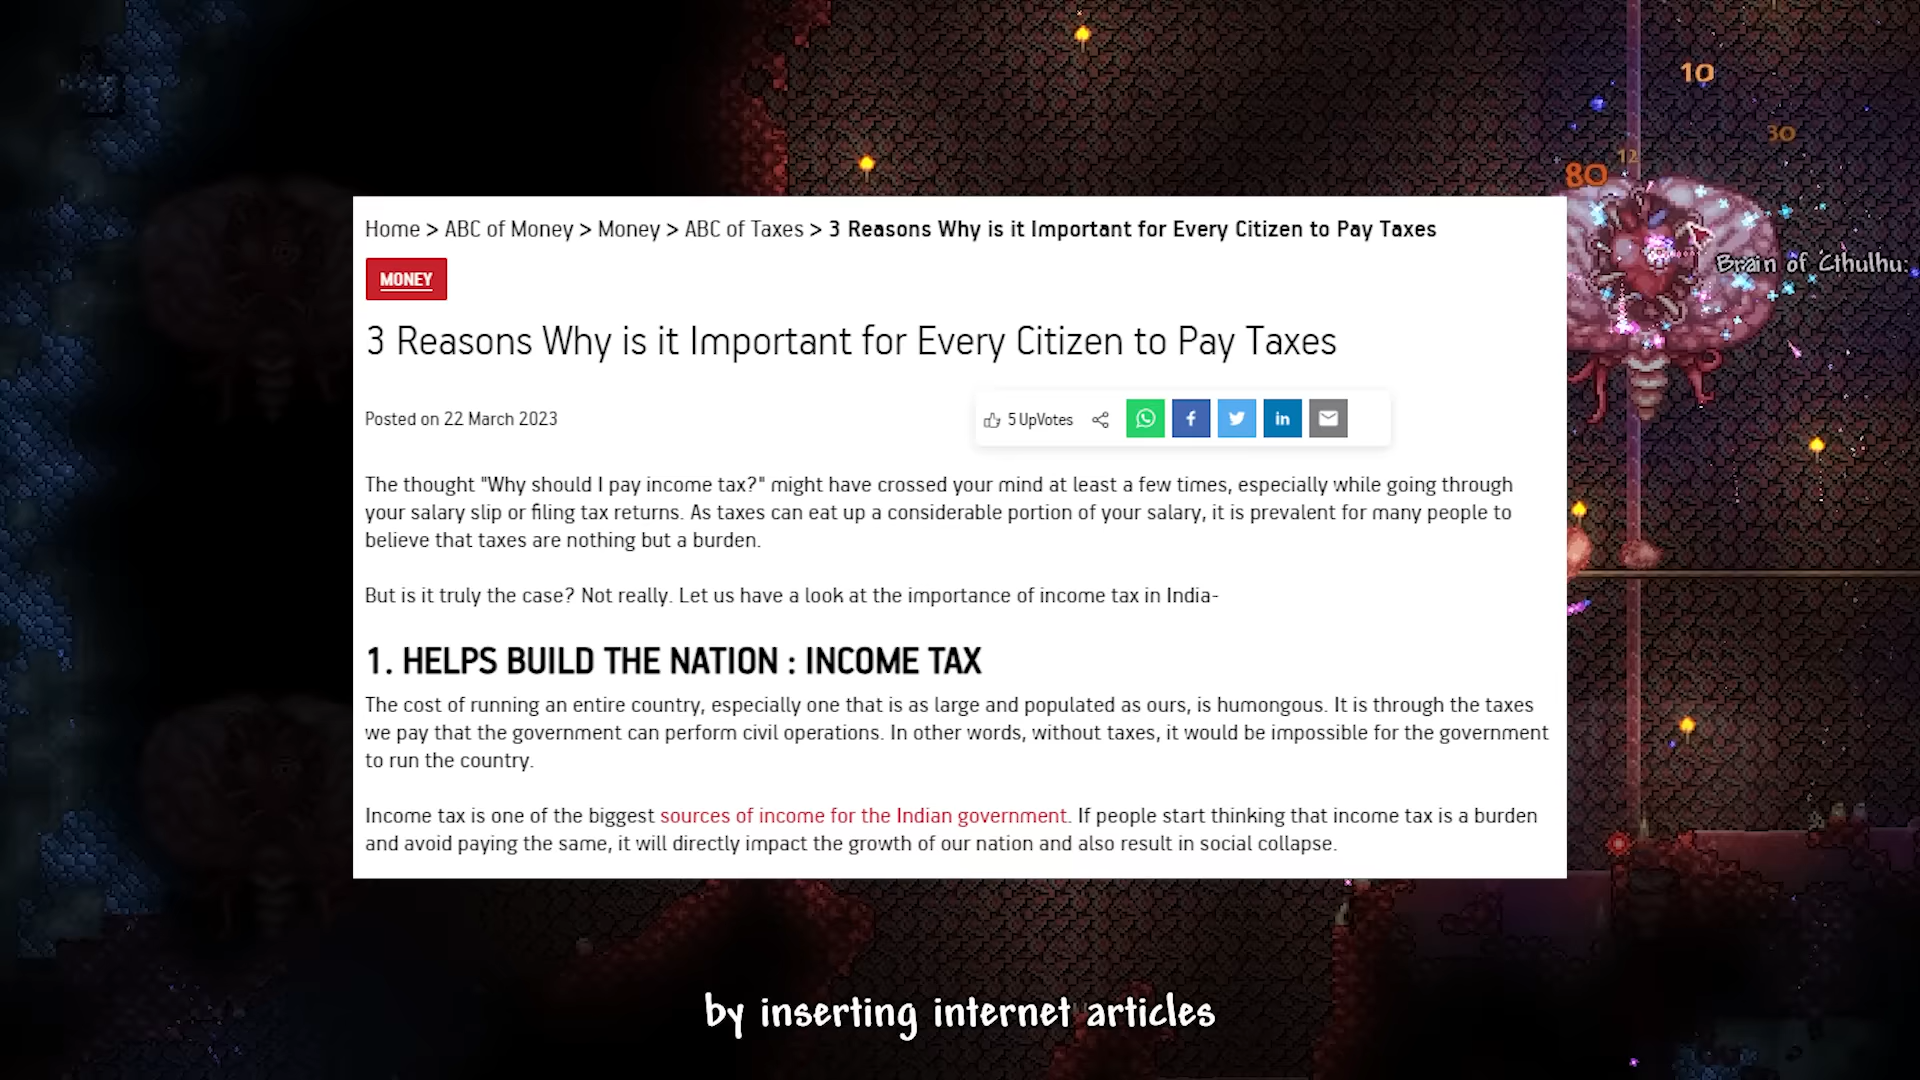 10
30
12
80
Brain of Cthulhu:
Home > ABC of Money > Money > ABC of Taxes > 3 Reasons Why is it Important for Every Citizen to Pay Taxes
MONEY
3 Reasons Why is it Important for Every Citizen to Pay Taxes
Posted on 22 March 2023
5 UpVotes
The thought "Why should I pay income tax?" might have crossed your mind at least a few times, especially while going through
your salary slip or filing tax returns. As taxes can eat up a considerable portion of your salary, it is prevalent for many people to
believe that taxes are nothing but a burden.
But is it truly the case? Not really. Let us have a look at the importance of income tax in India-
1. HELPS BUILD THE NATION : INCOME TAX
The cost of running an entire country, especially one that is as large and populated as ours, is humongous. It is through the taxes
we pay that the government can perform civil operations. In other words, without taxes, it would be impossible for the government
to run the country.
Income tax is one of the biggest sources of income for the Indian government. If people start thinking that income tax is a burden
and avoid paying the same, it will directly impact the growth of our nation and also result in social collapse.
by inserting internet articles